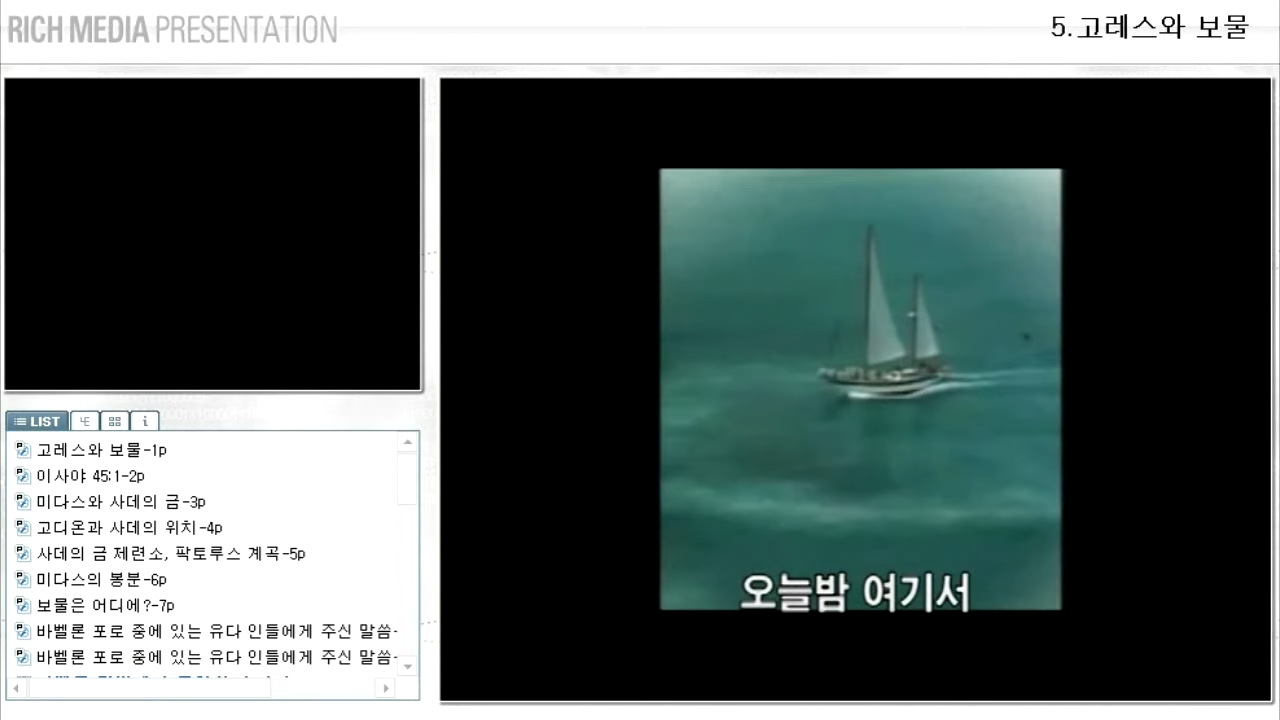 RICH MEDIA PRESENTATION
5.고레스와 보물
LIST
고레스와 보물-1p
이사야 45:1-2p
미다스와 사데의 금-3p
고디온과 사데의 위치-4p
사데의 금 제련소, 팍토루스 계곡-5p
미다스의 봉분-6p
보물은 어디에?-7p
바벨론 포로 중에 있는 유다 인들에게 주신 말씀-
바벨론 포로 중에 있는 유다 인들에게 주신 말씀-
오늘밤 여기서